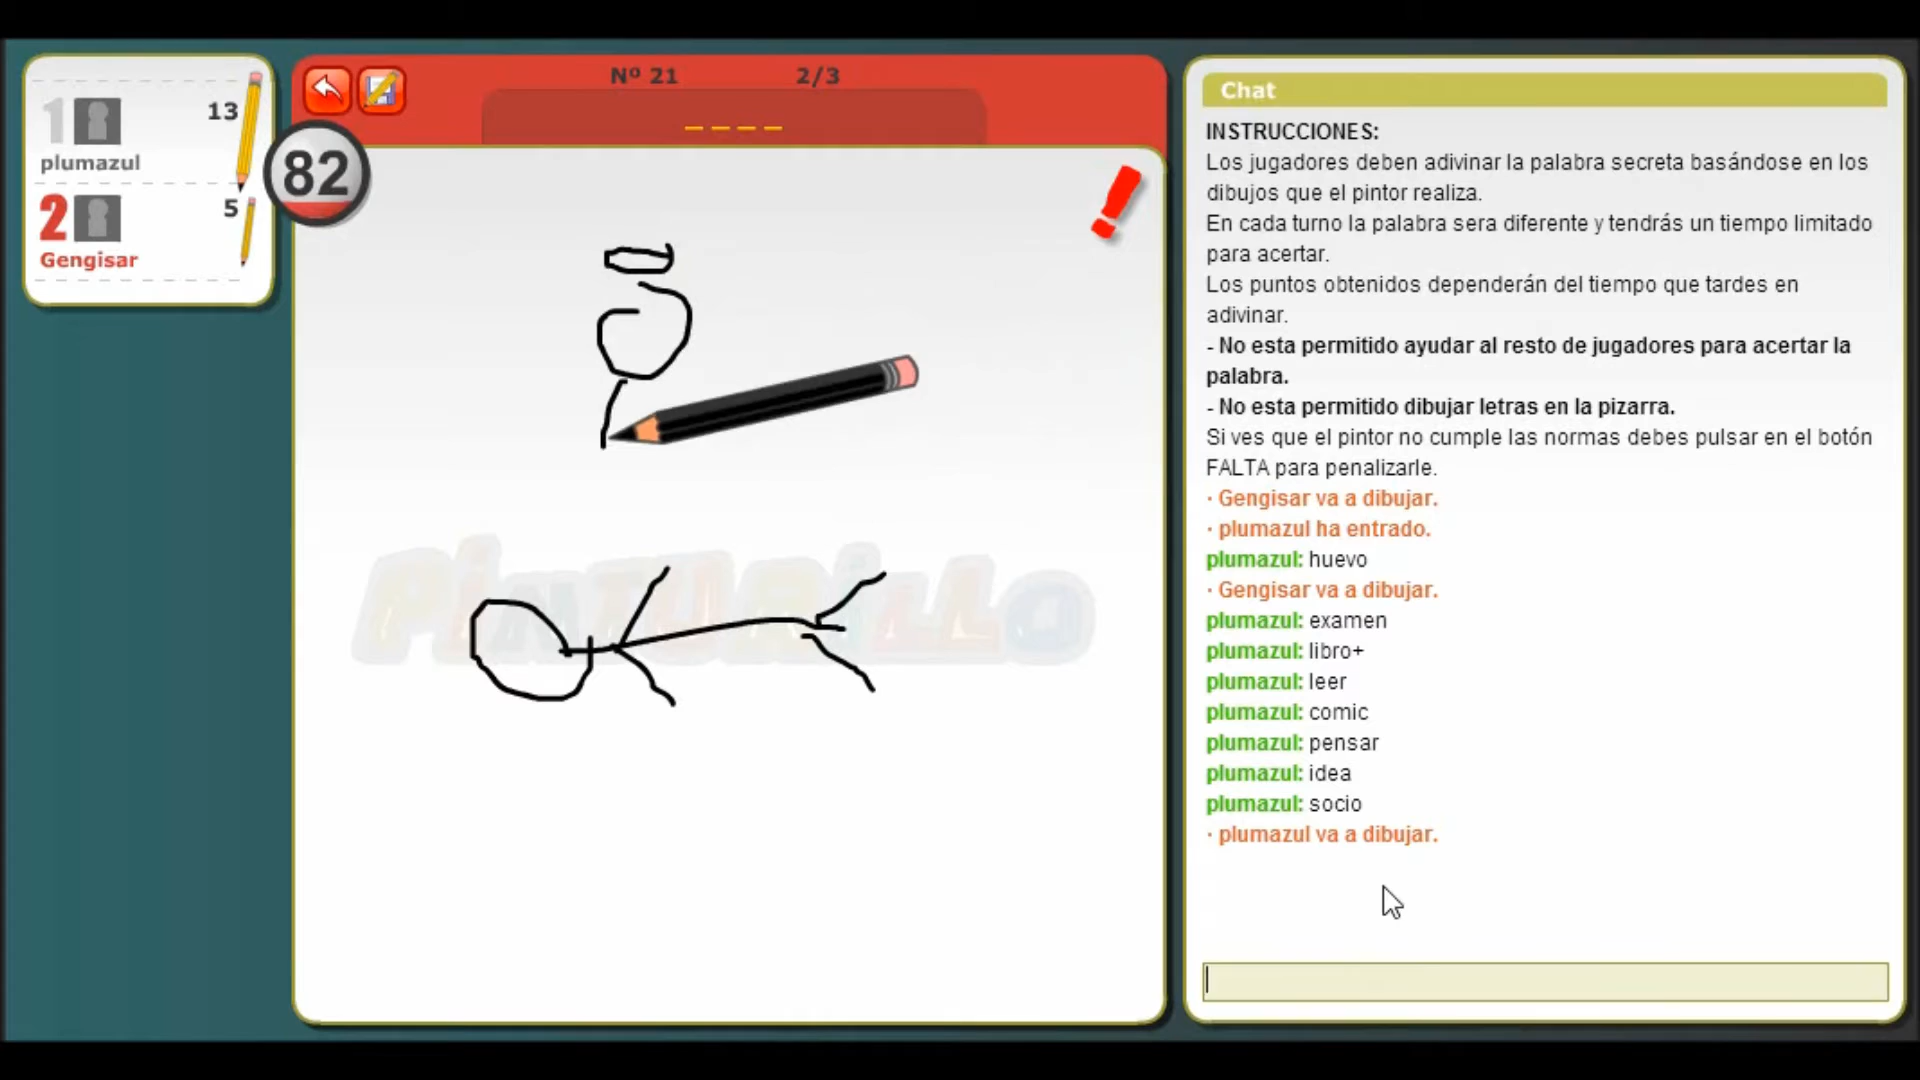 1
13
plumazul
2
5
Gengisar
82
Nº 21
2/3
_ _ _ _
PINTURILLO
Chat
INSTRUCCIONES:
Los jugadores deben adivinar la palabra secreta basándose en los
dibujos que el pintor realiza.
En cada turno la palabra sera diferente y tendrás un tiempo limitado
para acertar.
Los puntos obtenidos dependerán del tiempo que tardes en
adivinar.
- No esta permitido ayudar al resto de jugadores para acertar la
palabra.
- No esta permitido dibujar letras en la pizarra.
Si ves que el pintor no cumple las normas debes pulsar en el botón
FALTA para penalizarle.
· Gengisar va a dibujar.
· plumazul ha entrado.
plumazul: huevo
· Gengisar va a dibujar.
plumazul: examen
plumazul: libro+
plumazul: leer
plumazul: comic
plumazul: pensar
plumazul: idea
plumazul: socio
· plumazul va a dibujar.